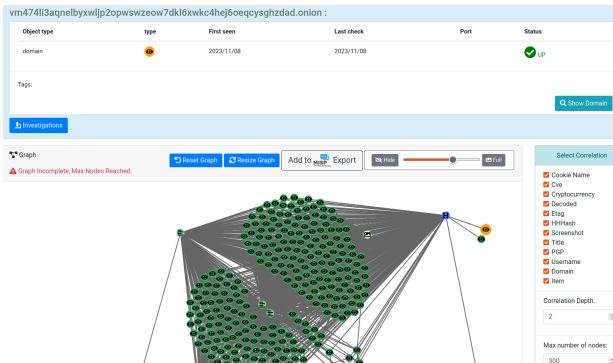 vm474li3aqnelbyxwljp2opwswzeow7dkl6xwkc4hej6oeqcysghzdad.onion :
Object type type First seen Last check Port Status
domain 2023/11/08 2023/11/08 UP
Tags:
Show Domain
Investigations
Graph Reset Graph Resize Graph Add to MISP Export Hide Full Select Correlation
Graph Incomplete, Max Nodes Reached.
Cookie Name
Cve
Cryptocurrency
Decoded
Etag
HHHash
Screenshot
Title
PGP
Username
Domain
Item
Correlation Depth:
2
Max number of nodes:
300